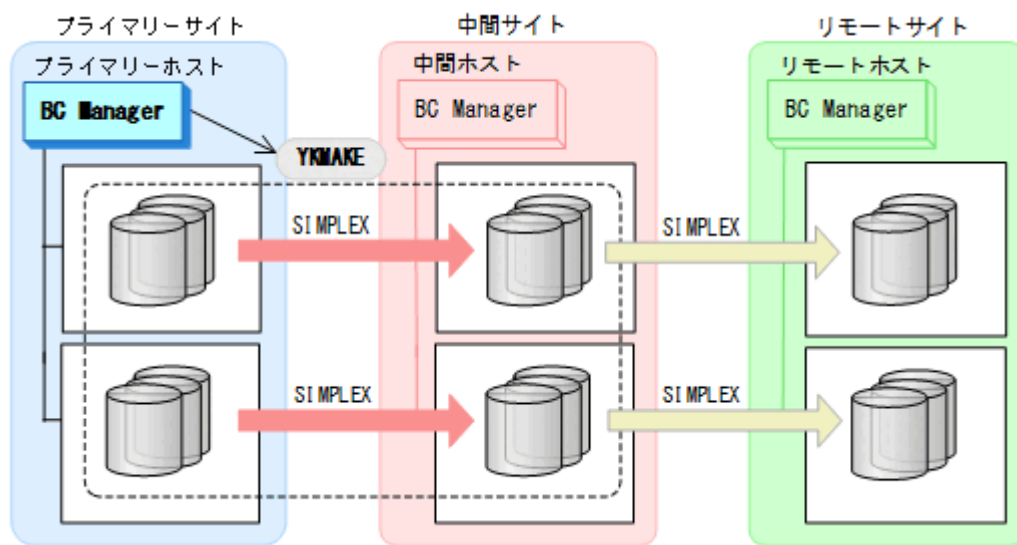 プライマリーサイト
中間サイト
リモートサイト
プライマリーホスト
中間ホスト
リモートホスト
BC Manager
BC Manager
BC Manager
YKMAKE
SIMPLEX
SIMPLEX
SIMPLEX
SIMPLEX